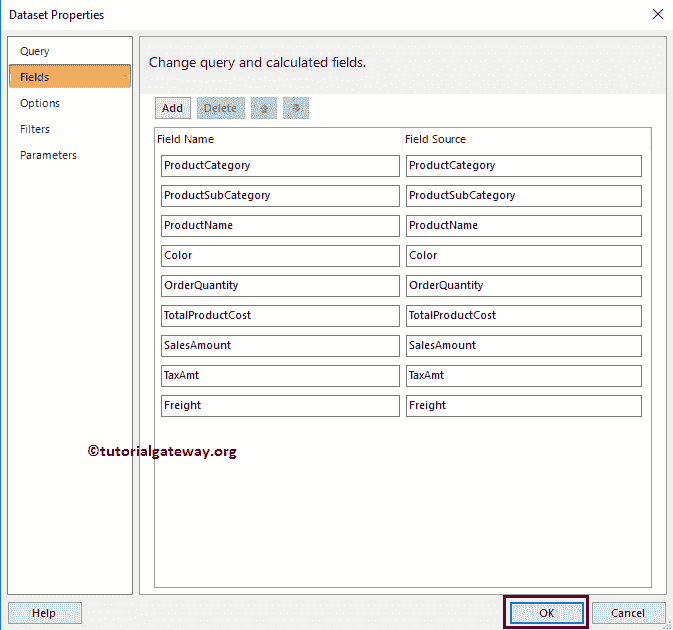 Dataset Properties
Query
Fields
Options
Filters
Parameters
Change query and calculated fields.
Add Delete
Field Name Field Source
ProductCategory ProductCategory
ProductSubCategory ProductSubCategory
ProductName ProductName
Color Color
OrderQuantity OrderQuantity
TotalProductCost TotalProductCost
SalesAmount SalesAmount
TaxAmt TaxAmt
Freight Freight
©tutorialgateway.org
Help OK Cancel